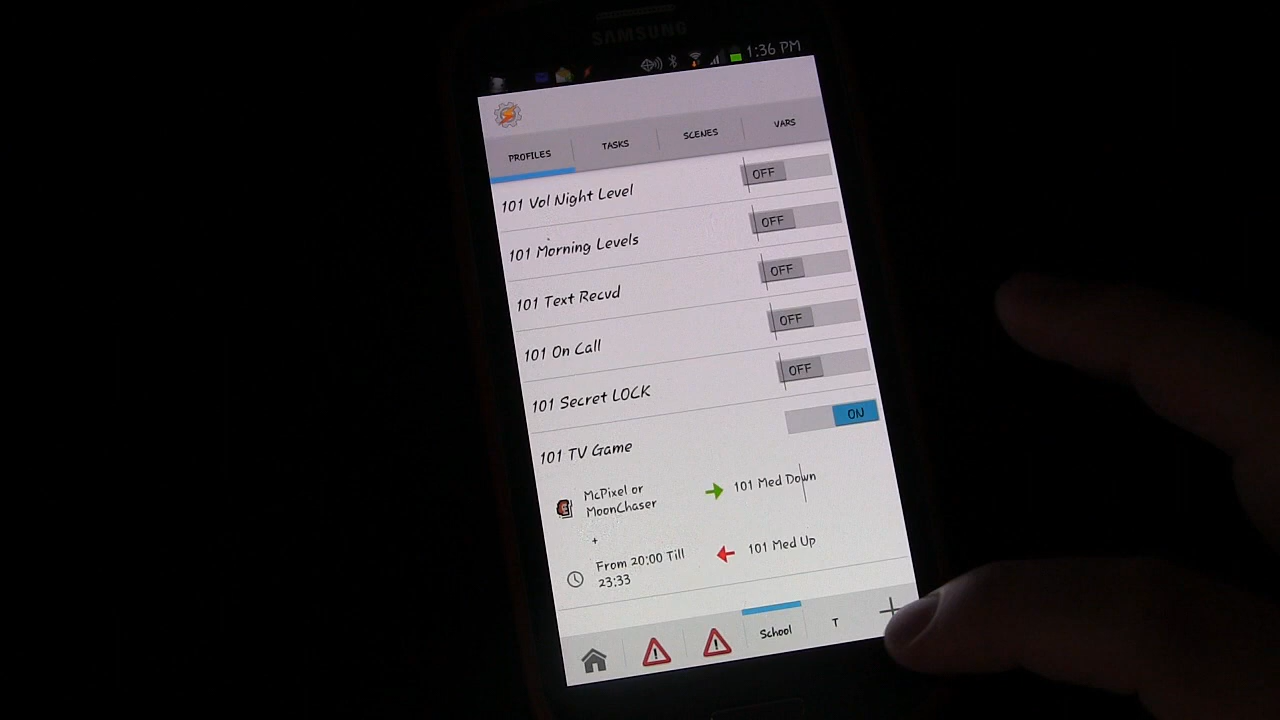 SAMSUNG
1:36 PM
PROFILES
TASKS
SCENES
VARS
101 Vol Night Level
OFF
101 Morning Levels
OFF
101 Text Recvd
OFF
101 On Call
OFF
101 Secret LOCK
OFF
101 TV Game
ON
McPixel or
MoonChaser
101 Med Down
+
From 20:00 Till
23:33
101 Med Up
School
T